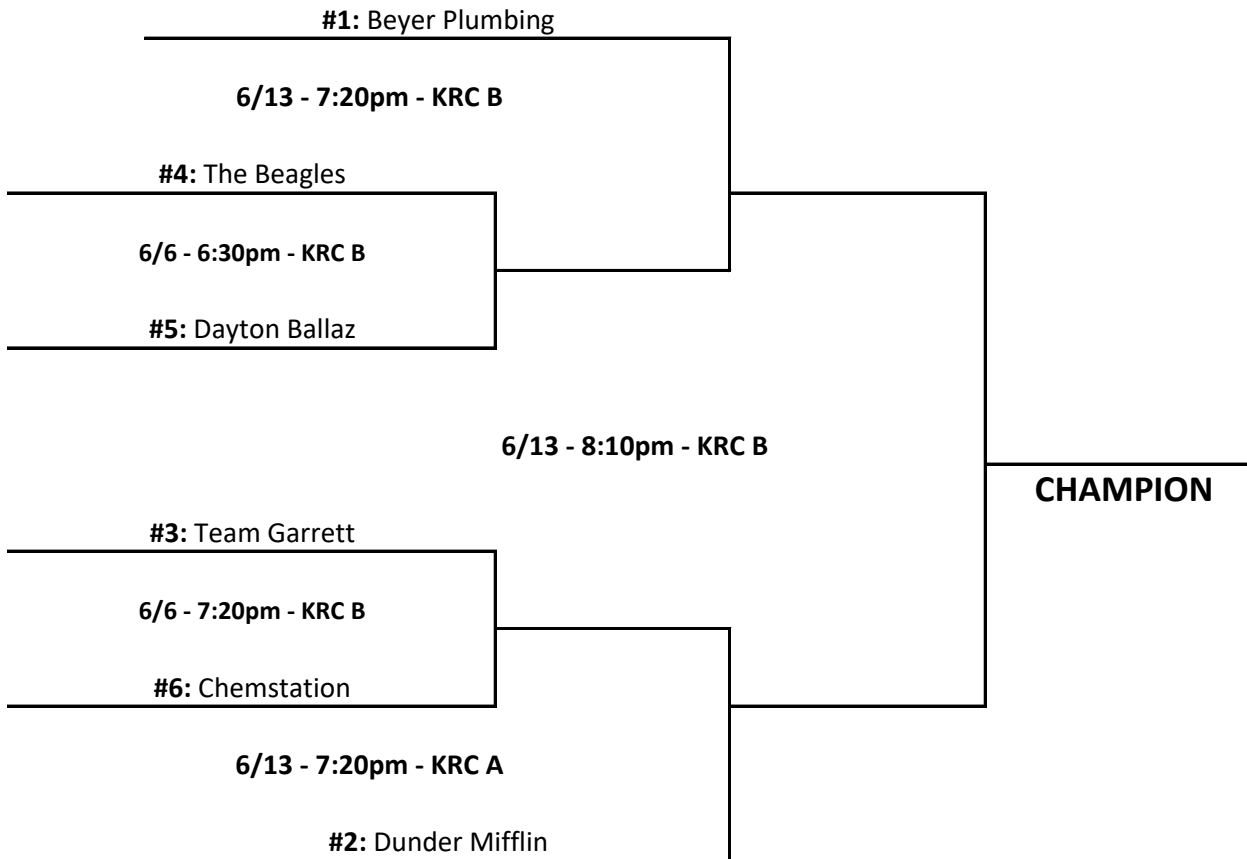 #1: Beyer Plumbing
6/13 - 7:20pm - KRC B
#4: The Beagles
6/6 - 6:30pm - KRC B
#5: Dayton Ballaz
6/13 - 8:10pm - KRC B
CHAMPION
#3: Team Garrett
6/6 - 7:20pm - KRC B
#6: Chemstation
6/13 - 7:20pm - KRC A
#2: Dunder Mifflin